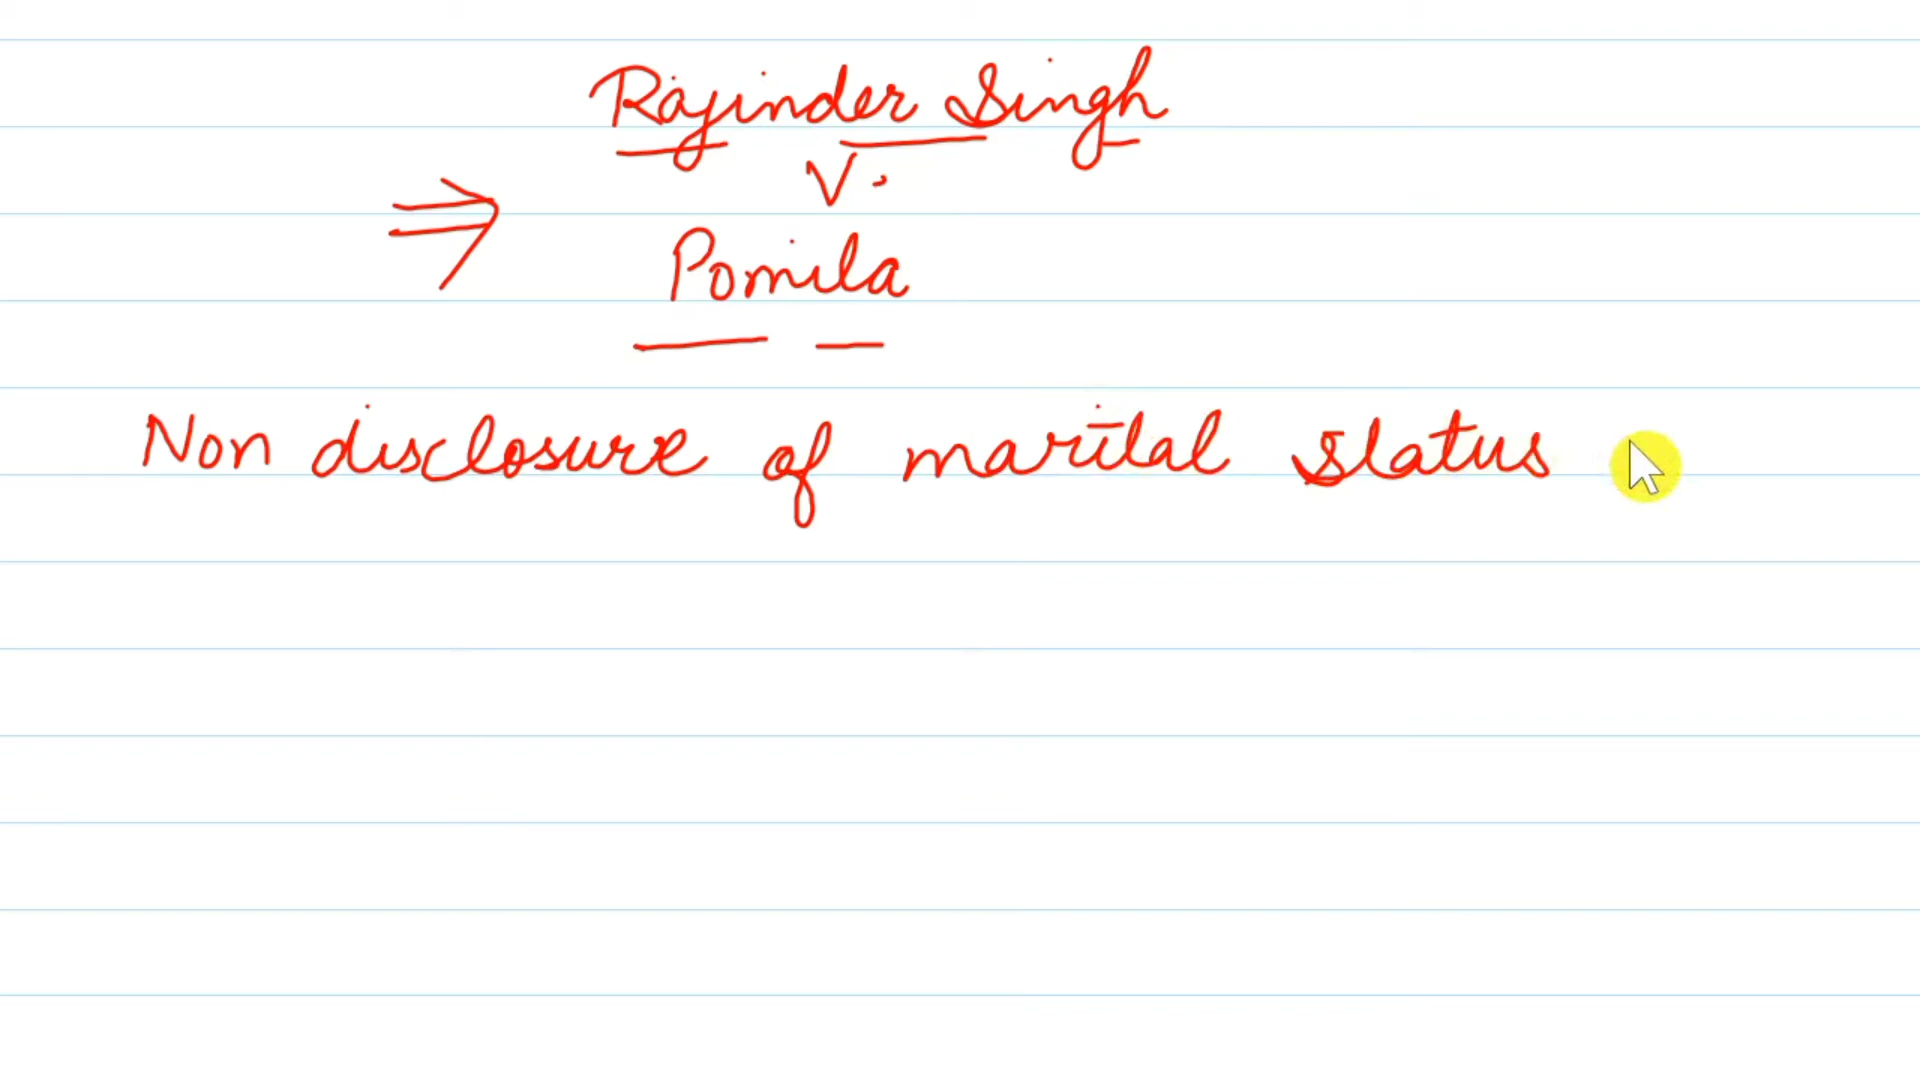 Rajinder Singh
V.
Pomila
Non disclosure of marital status